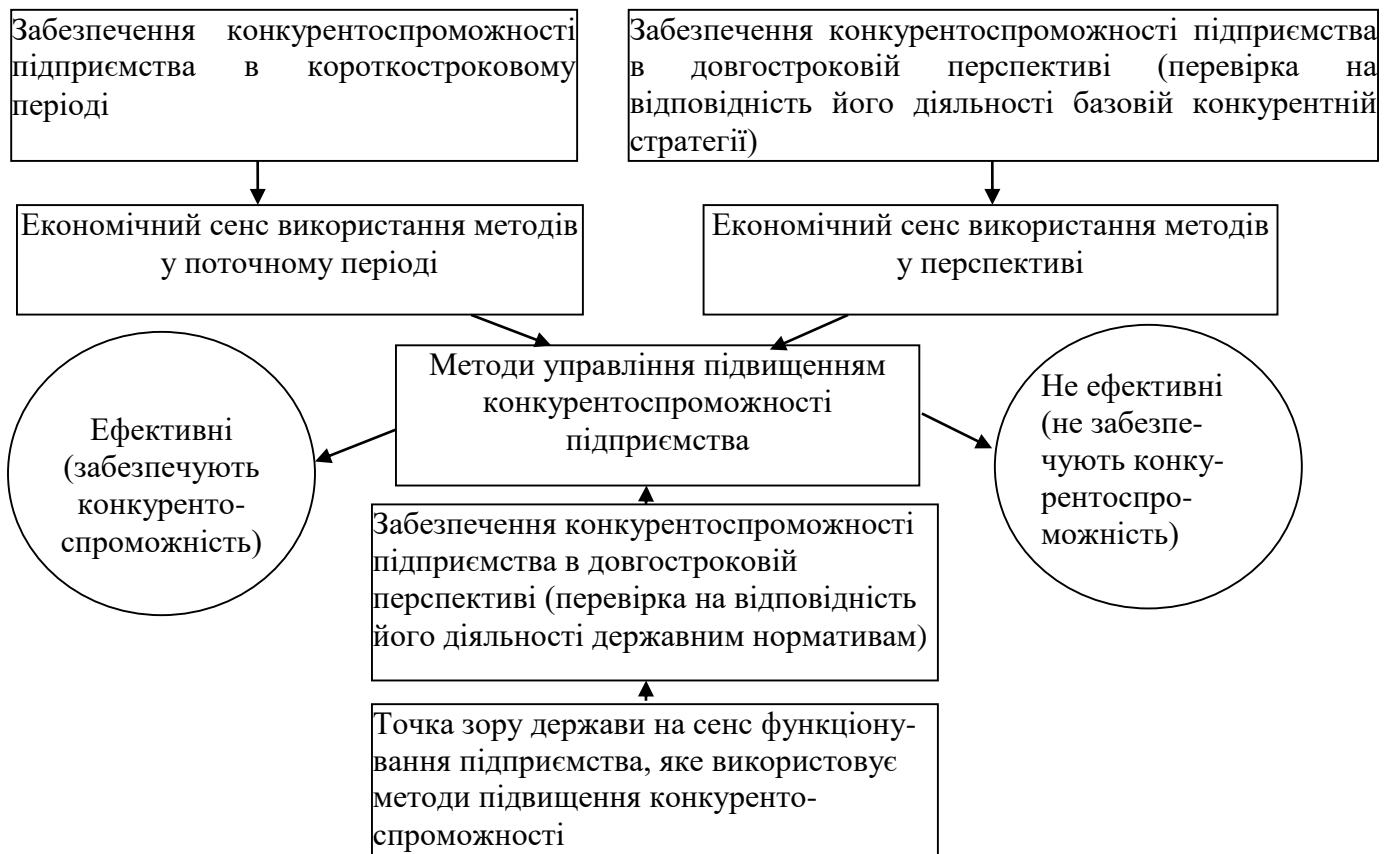 Забезпечення конкурентоспроможності
підприємства в короткостроковому
періоді
Забезпечення конкурентоспроможності підприємства
в довгостроковій перспективі (перевірка на
відповідність його діяльності базовій конкурентній
стратегії)
Економічний сенс використання методів
у поточному періоді
Економічний сенс використання методів
у перспективі
Методи управління підвищенням
конкурентоспроможності
підприємства
Ефективні
(забезпечують
конкуренто-
спроможність)
Не ефективні
(не забезпе-
чують конку-
рентоспро-
можність)
Забезпечення конкурентоспроможності
підприємства в довгостроковій
перспективі (перевірка на відповідність
його діяльності державним нормативам)
Точка зору держави на сенс функціону-
вання підприємства, яке використовує
методи підвищення конкуренто-
спроможності